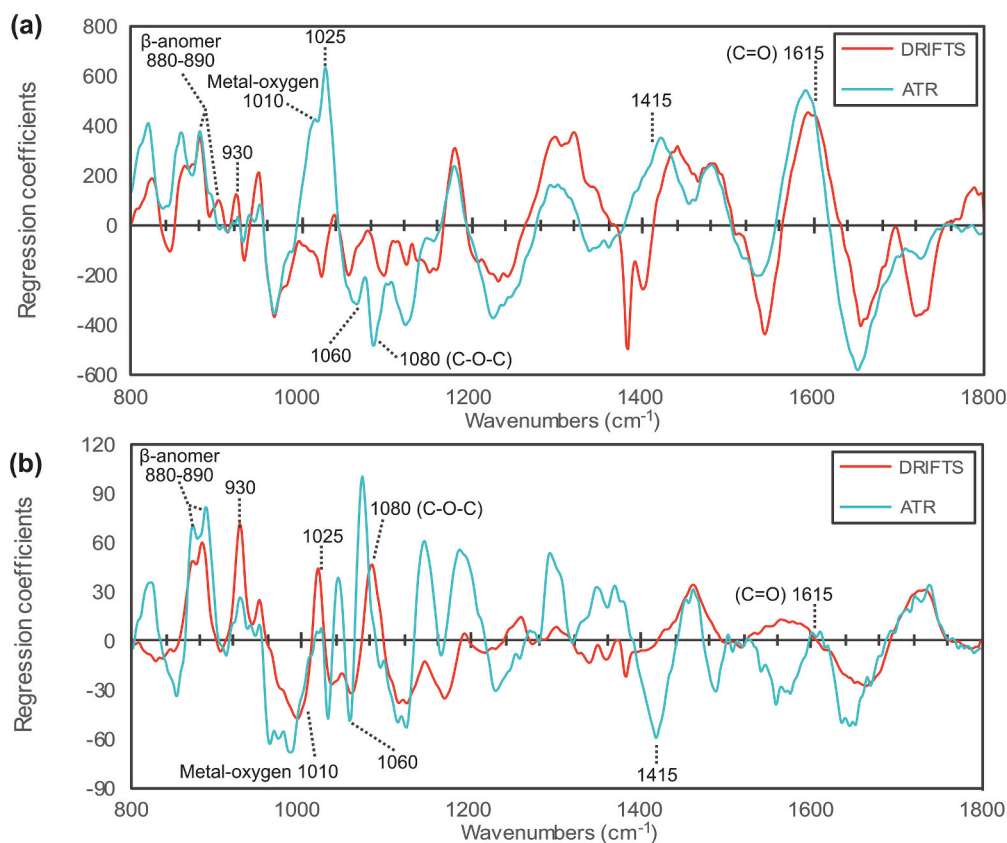 (a)
800
600
400
200
0
-200
-400
-600
Regression coefficients
β-anomer
880-890
930
Metal-oxygen
1010
1025
1060
1080 (C-O-C)
1415
(C=O) 1615
DRIFTS
ATR
800
1000
1200
1400
1600
1800
Wavenumbers (cm⁻¹)
(b)
120
90
60
30
0
-30
-60
-90
Regression coefficients
β-anomer
880-890
930
1025
1080 (C-O-C)
Metal-oxygen 1010
1060
1415
(C=O) 1615
DRIFTS
ATR
800
1000
1200
1400
1600
1800
Wavenumbers (cm⁻¹)